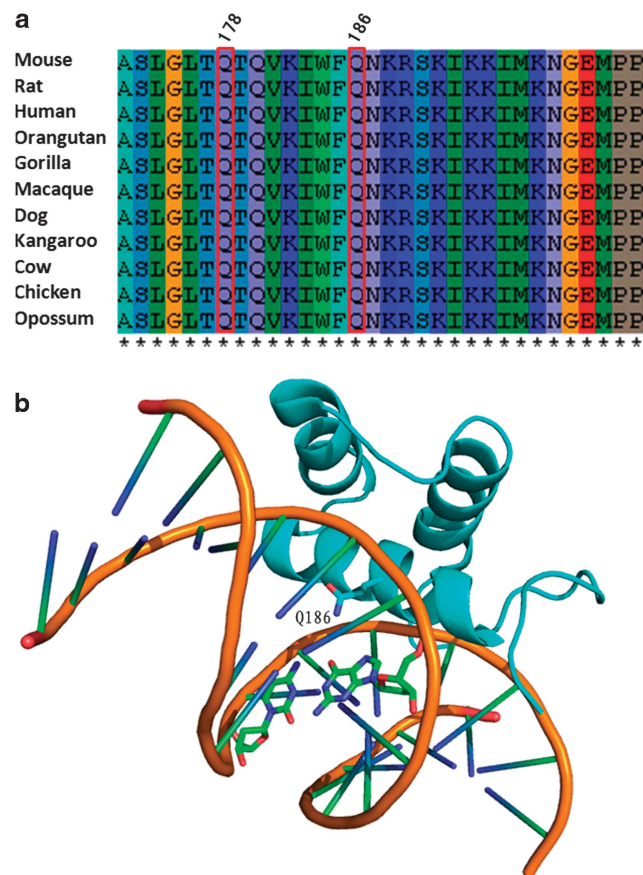 a
178 186
Mouse ASLGLTQTQVKIWFQNKRSKIKKIMKNGEMPP
Rat ASLGLTQTQVKIWFQNKRSKIKKIMKNGEMPP
Human ASLGLTQTQVKIWFQNKRSKIKKIMKNGEMPP
Orangutan ASLGLTQTQVKIWFQNKRSKIKKIMKNGEMPP
Gorilla ASLGLTQTQVKIWFQNKRSKIKKIMKNGEMPP
Macaque ASLGLTQTQVKIWFQNKRSKIKKIMKNGEMPP
Dog ASLGLTQTQVKIWFQNKRSKIKKIMKNGEMPP
Kangaroo ASLGLTQTQVKIWFQNKRSKIKKIMKNGEMPP
Cow ASLGLTQTQVKIWFQNKRSKIKKIMKNGEMPP
Chicken ASLGLTQTQVKIWFQNKRSKIKKIMKNGEMPP
Opossum ASLGLTQTQVKIWFQNKRSKIKKIMKNGEMPP
********************************
b
Q186